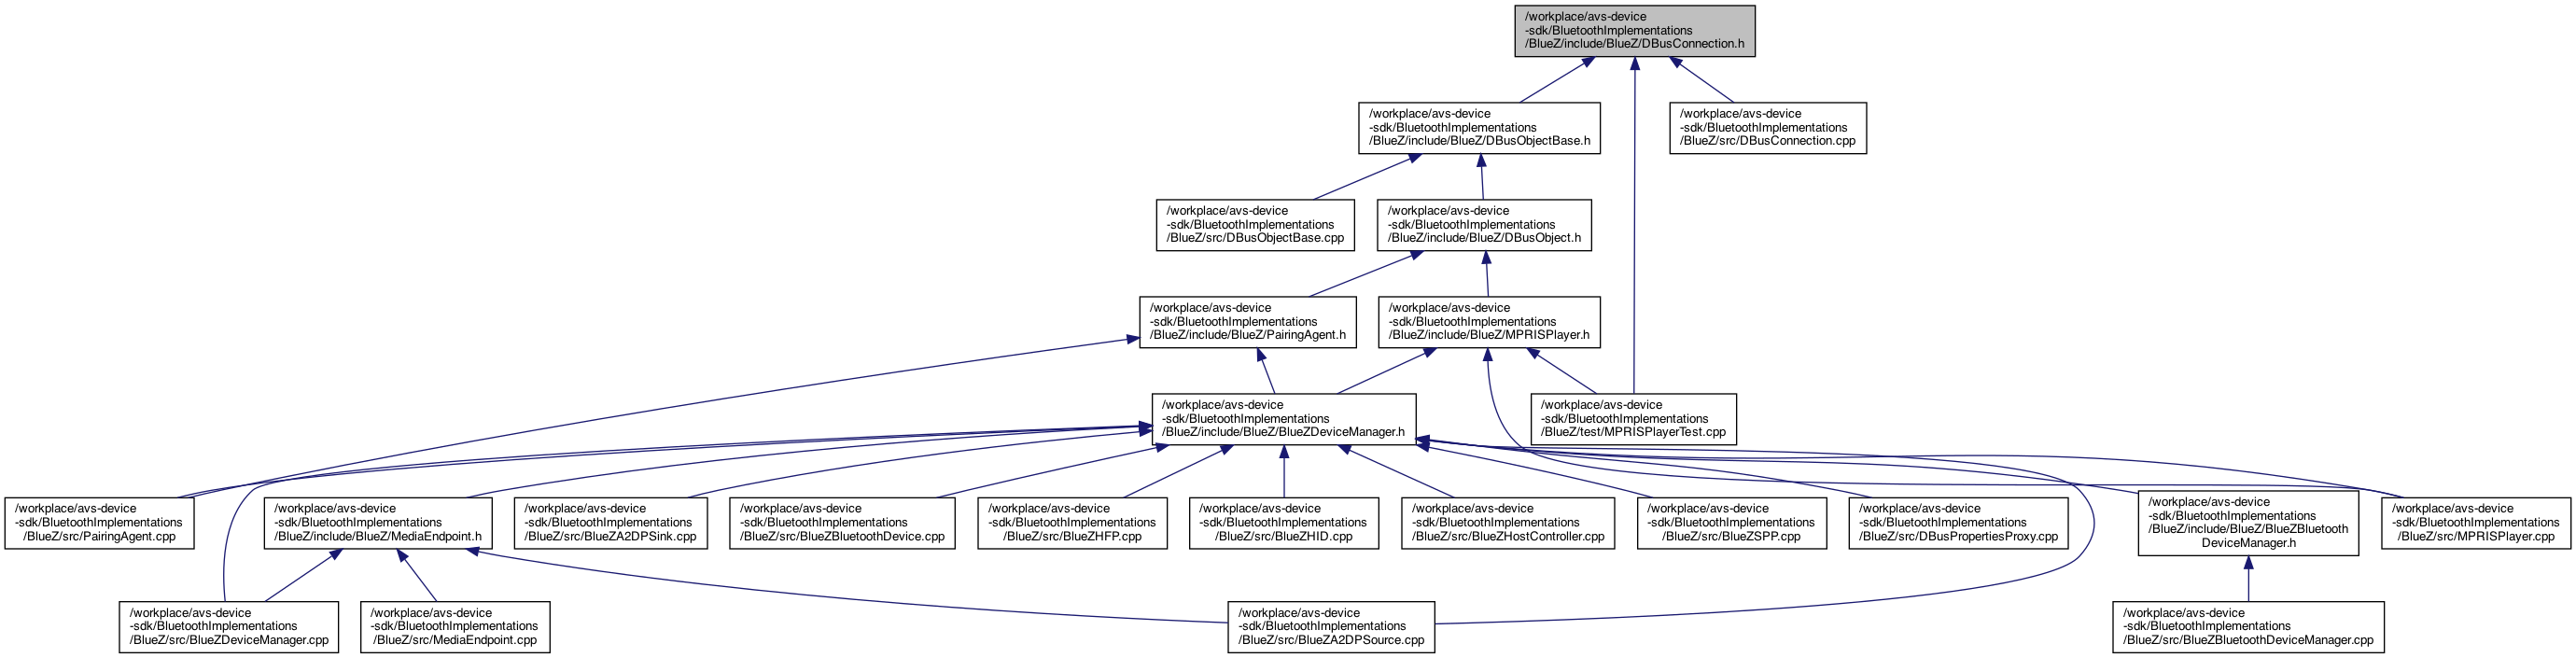 /workplace/avs-device
-sdk/BluetoothImplementations
/BlueZ/include/BlueZ/DBusConnection.h
/workplace/avs-device
-sdk/BluetoothImplementations
/BlueZ/include/BlueZ/DBusObjectBase.h
/workplace/avs-device
-sdk/BluetoothImplementations
/BlueZ/src/DBusConnection.cpp
/workplace/avs-device
-sdk/BluetoothImplementations
/BlueZ/src/DBusObjectBase.cpp
/workplace/avs-device
-sdk/BluetoothImplementations
/BlueZ/include/BlueZ/DBusObject.h
/workplace/avs-device
-sdk/BluetoothImplementations
/BlueZ/include/BlueZ/PairingAgent.h
/workplace/avs-device
-sdk/BluetoothImplementations
/BlueZ/include/BlueZ/MPRISPlayer.h
/workplace/avs-device
-sdk/BluetoothImplementations
/BlueZ/include/BlueZ/BlueZDeviceManager.h
/workplace/avs-device
-sdk/BluetoothImplementations
/BlueZ/test/MPRISPlayerTest.cpp
/workplace/avs-device
-sdk/BluetoothImplementations
/BlueZ/src/PairingAgent.cpp
/workplace/avs-device
-sdk/BluetoothImplementations
/BlueZ/include/BlueZ/MediaEndpoint.h
/workplace/avs-device
-sdk/BluetoothImplementations
/BlueZ/src/BlueZA2DPSink.cpp
/workplace/avs-device
-sdk/BluetoothImplementations
/BlueZ/src/BlueZBluetoothDevice.cpp
/workplace/avs-device
-sdk/BluetoothImplementations
/BlueZ/src/BlueZHFP.cpp
/workplace/avs-device
-sdk/BluetoothImplementations
/BlueZ/src/BlueZHID.cpp
/workplace/avs-device
-sdk/BluetoothImplementations
/BlueZ/src/BlueZHostController.cpp
/workplace/avs-device
-sdk/BluetoothImplementations
/BlueZ/src/BlueZSPP.cpp
/workplace/avs-device
-sdk/BluetoothImplementations
/BlueZ/src/DBusPropertiesProxy.cpp
/workplace/avs-device
-sdk/BluetoothImplementations
/BlueZ/include/BlueZ/BlueZBluetooth
DeviceManager.h
/workplace/avs-device
-sdk/BluetoothImplementations
/BlueZ/src/MPRISPlayer.cpp
/workplace/avs-device
-sdk/BluetoothImplementations
/BlueZ/src/BlueZDeviceManager.cpp
/workplace/avs-device
-sdk/BluetoothImplementations
/BlueZ/src/MediaEndpoint.cpp
/workplace/avs-device
-sdk/BluetoothImplementations
/BlueZ/src/BlueZA2DPSource.cpp
/workplace/avs-device
-sdk/BluetoothImplementations
/BlueZ/src/BlueZBluetoothDeviceManager.cpp